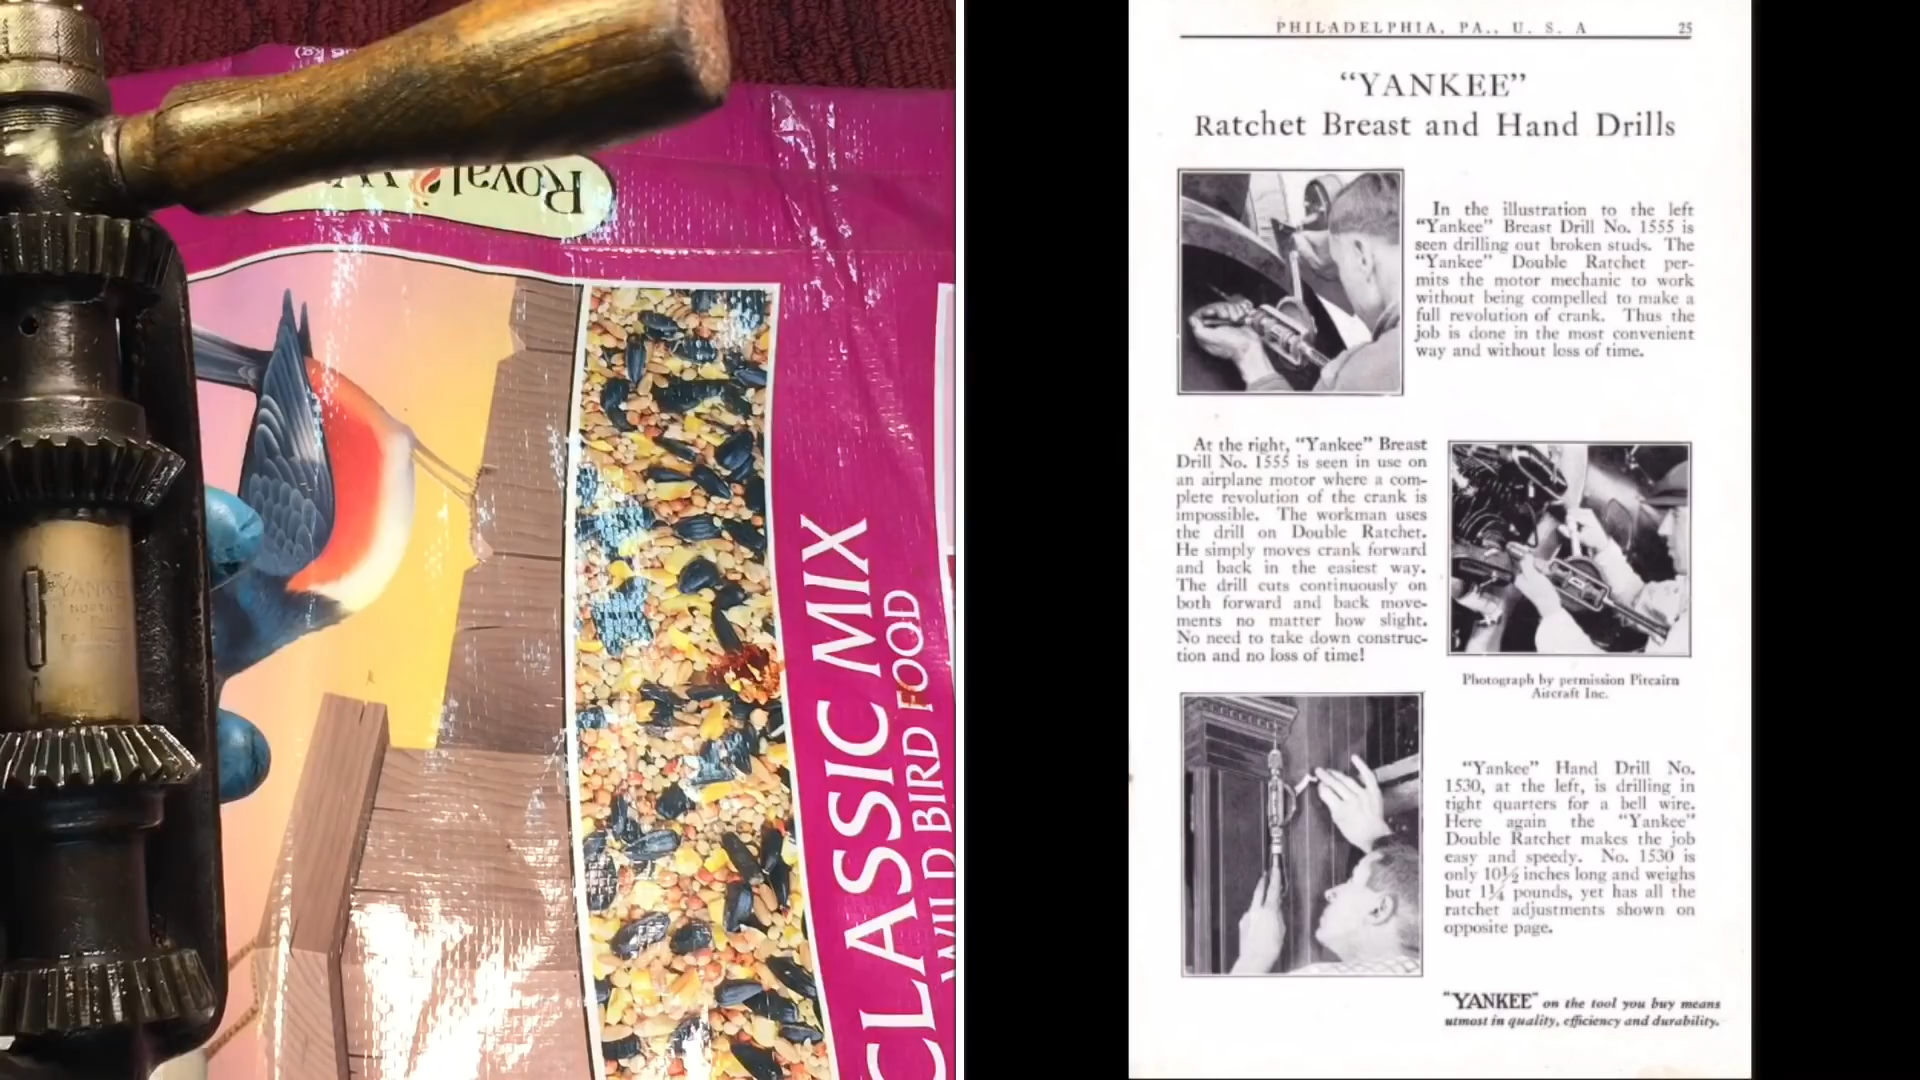 Royal W
CLASSIC MIX
WILD BIRD FOOD
YANKEE
PHILADELPHIA, PA., U. S. A 25
“YANKEE”
Ratchet Breast and Hand Drills
In the illustration to the left
“Yankee” Breast Drill No. 1555 is
seen drilling out broken studs. The
“Yankee” Double Ratchet per-
mits the motor mechanic to work
without being compelled to make a
full revolution of crank. Thus the
job is done in the most convenient
way and without loss of time.
At the right, “Yankee” Breast
Drill No. 1555 is seen in use on
an airplane motor where a com-
plete revolution of the crank is
impossible. The workman uses
the drill on Double Ratchet.
He simply moves crank forward
and back in the easiest way.
The drill cuts continuously on
both forward and back move-
ments no matter how slight.
No need to take down construc-
tion and no loss of time!
Photograph by permission Pitcairn
Aircraft Inc.
“Yankee” Hand Drill No.
1530, at the left, is drilling in
tight quarters for a bell wire.
Here again the “Yankee”
Double Ratchet makes the job
easy and speedy. No. 1530 is
only 10½ inches long and weighs
but 1¼ pounds, yet has all the
ratchet adjustments shown on
opposite page.
“YANKEE” on the tool you buy means
utmost in quality, efficiency and durability.